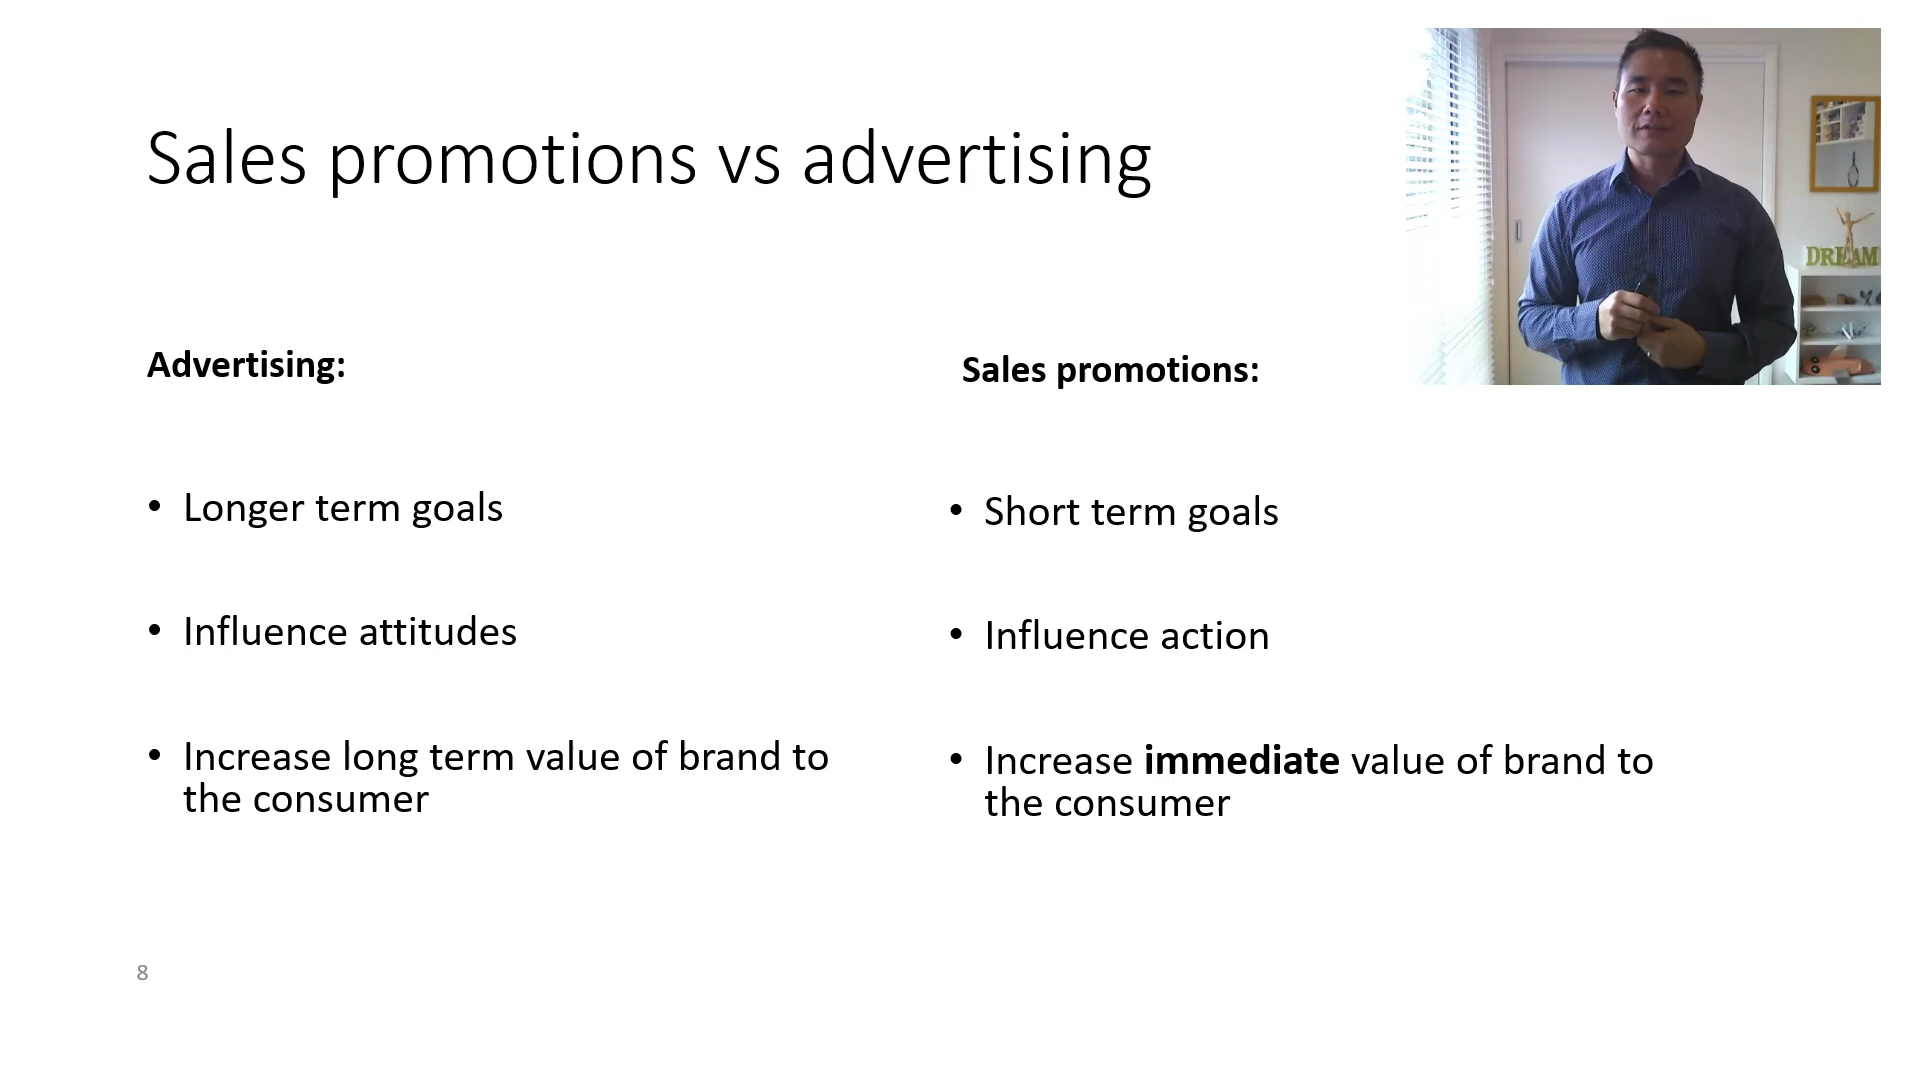 Sales promotions vs advertising
DREAM
Advertising:
• Longer term goals
• Influence attitudes
• Increase long term value of brand to
the consumer
Sales promotions:
• Short term goals
• Influence action
• Increase immediate value of brand to
the consumer
8